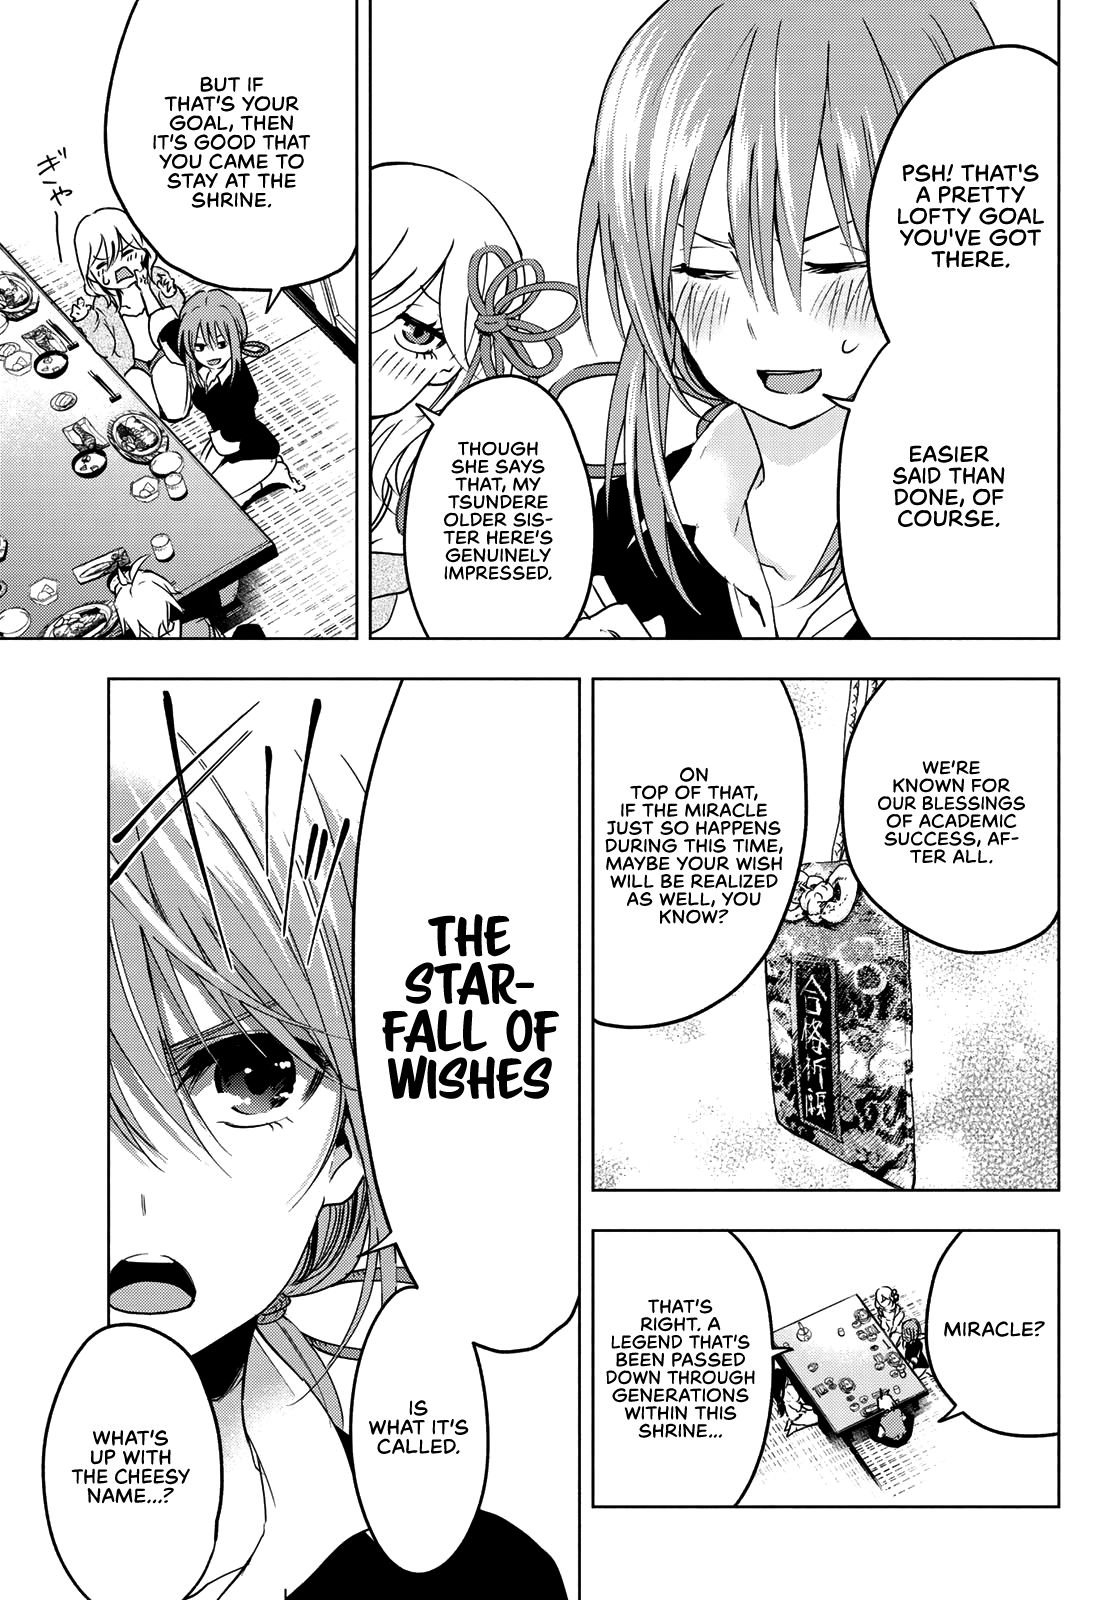 PSH! THAT'S
A PRETTY
LOFTY GOAL
YOU'VE GOT
THERE.
EASIER
SAID THAN
DONE, OF
COURSE.
THOUGH
SHE SAYS
THAT, MY
TSUNDERE
OLDER SIS-
TER HERE'S
GENUINELY
IMPRESSED.
BUT IF
THAT'S YOUR
GOAL, THEN
IT'S GOOD THAT
YOU CAME TO
STAY AT THE
SHRINE.
ぎゃー
WE'RE
KNOWN FOR
OUR BLESSINGS
OF ACADEMIC
SUCCESS, AF-
TER ALL.
ON
TOP OF THAT,
IF THE MIRACLE
JUST SO HAPPENS
DURING THIS TIME,
MAYBE YOUR WISH
WILL BE REALIZED
AS WELL, YOU
KNOW?
合格祈願
MIRACLE?
THAT'S
RIGHT. A
LEGEND THAT'S
BEEN PASSED
DOWN THROUGH
GENERATIONS
WITHIN THIS
SHRINE...
THE
STAR-
FALL OF
WISHES
IS
WHAT IT'S
CALLED.
WHAT'S
UP WITH
THE CHEESY
NAME...?